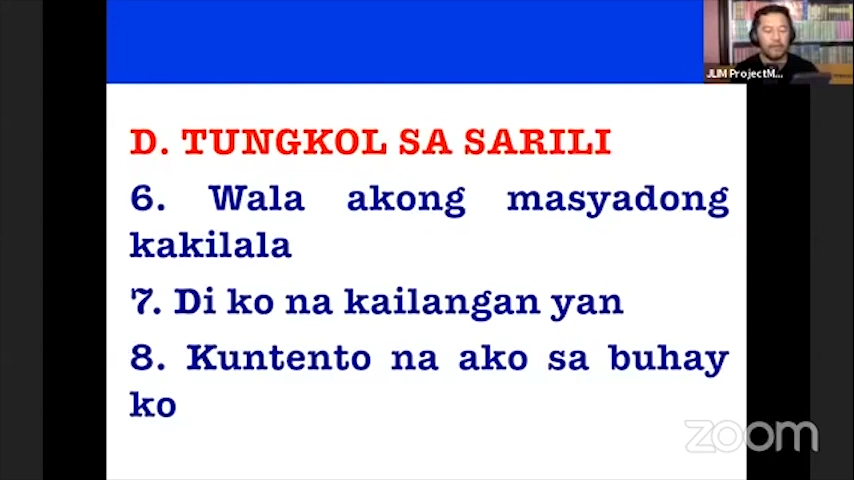 JLIM ProjectM...
D. TUNGKOL SA SARILI
6. Wala akong masyadong
kakilala
7. Di ko na kailangan yan
8. Kuntento na ako sa buhay
ko
zoom